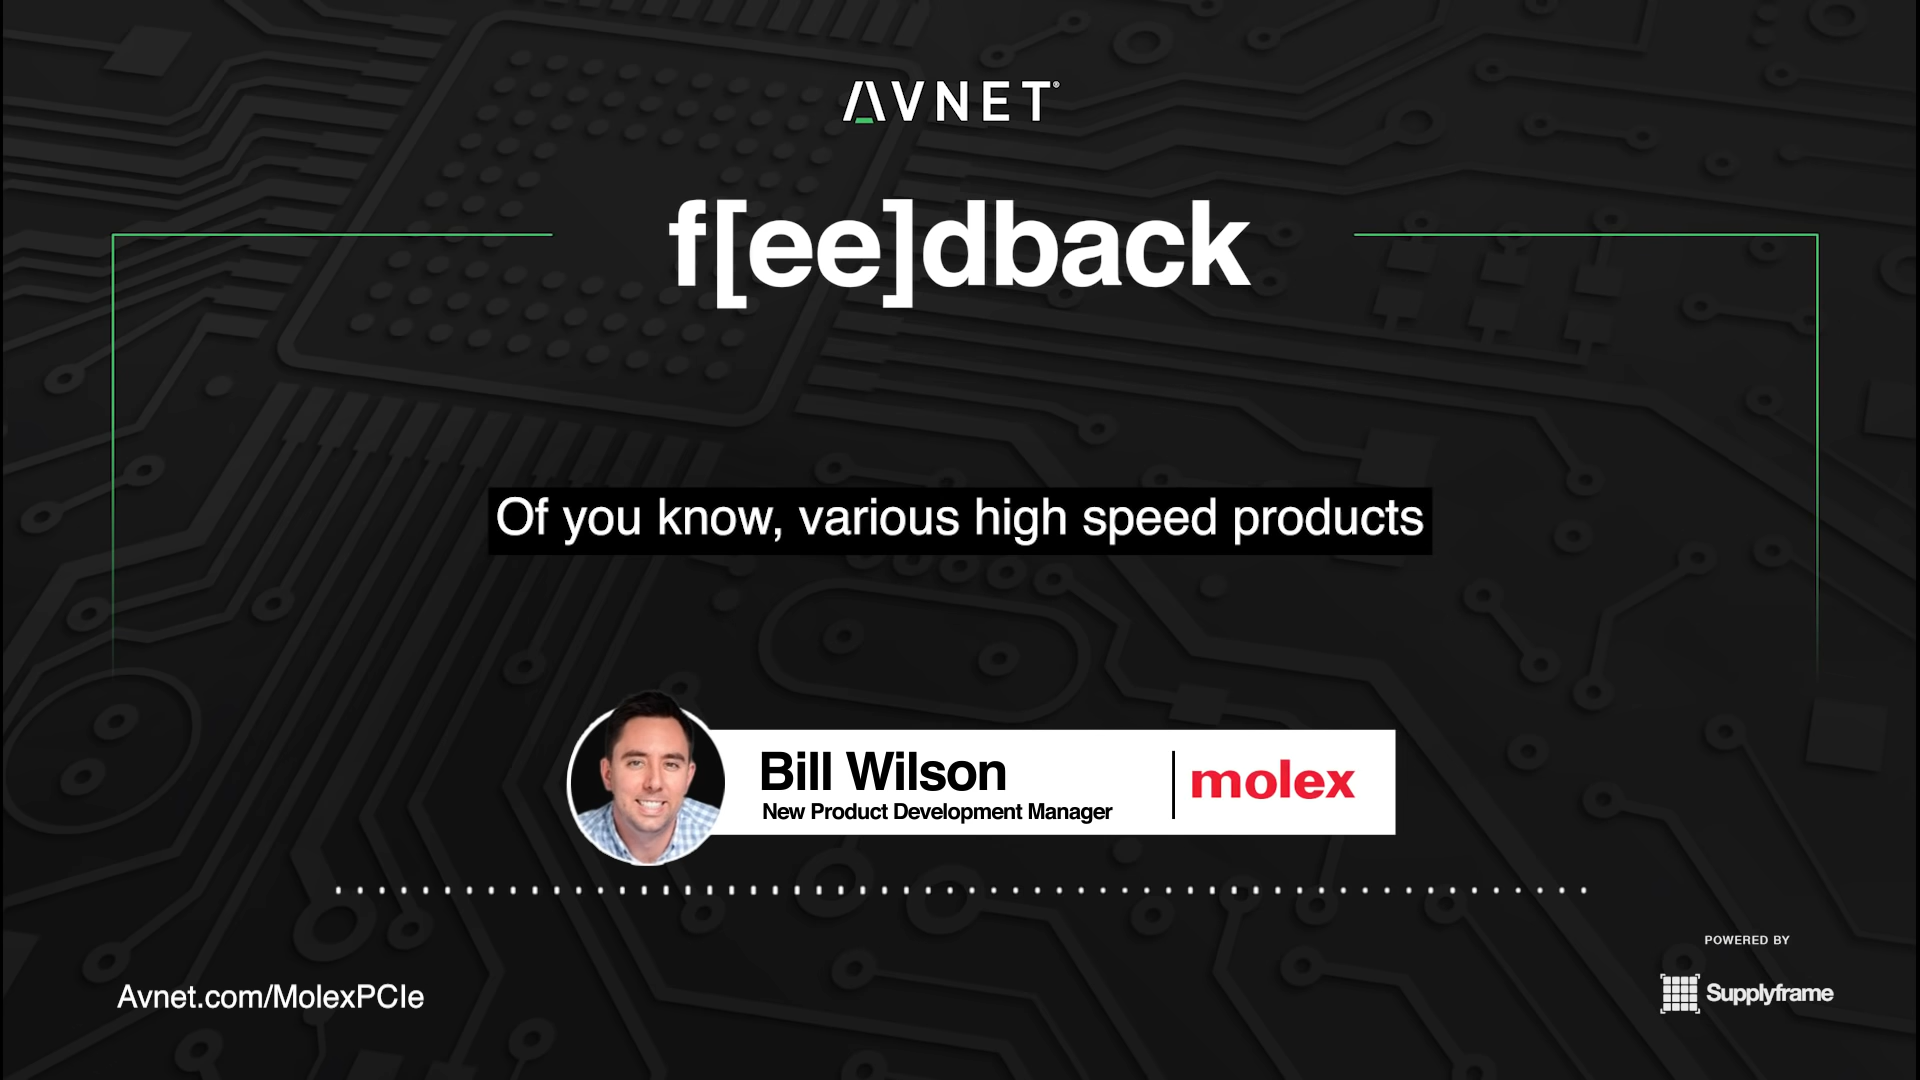 AVNET®
f[ee]dback
Of you know, various high speed products
Bill Wilson
New Product Development Manager
molex
POWERED BY
Supplyframe
Avnet.com/MolexPCIe